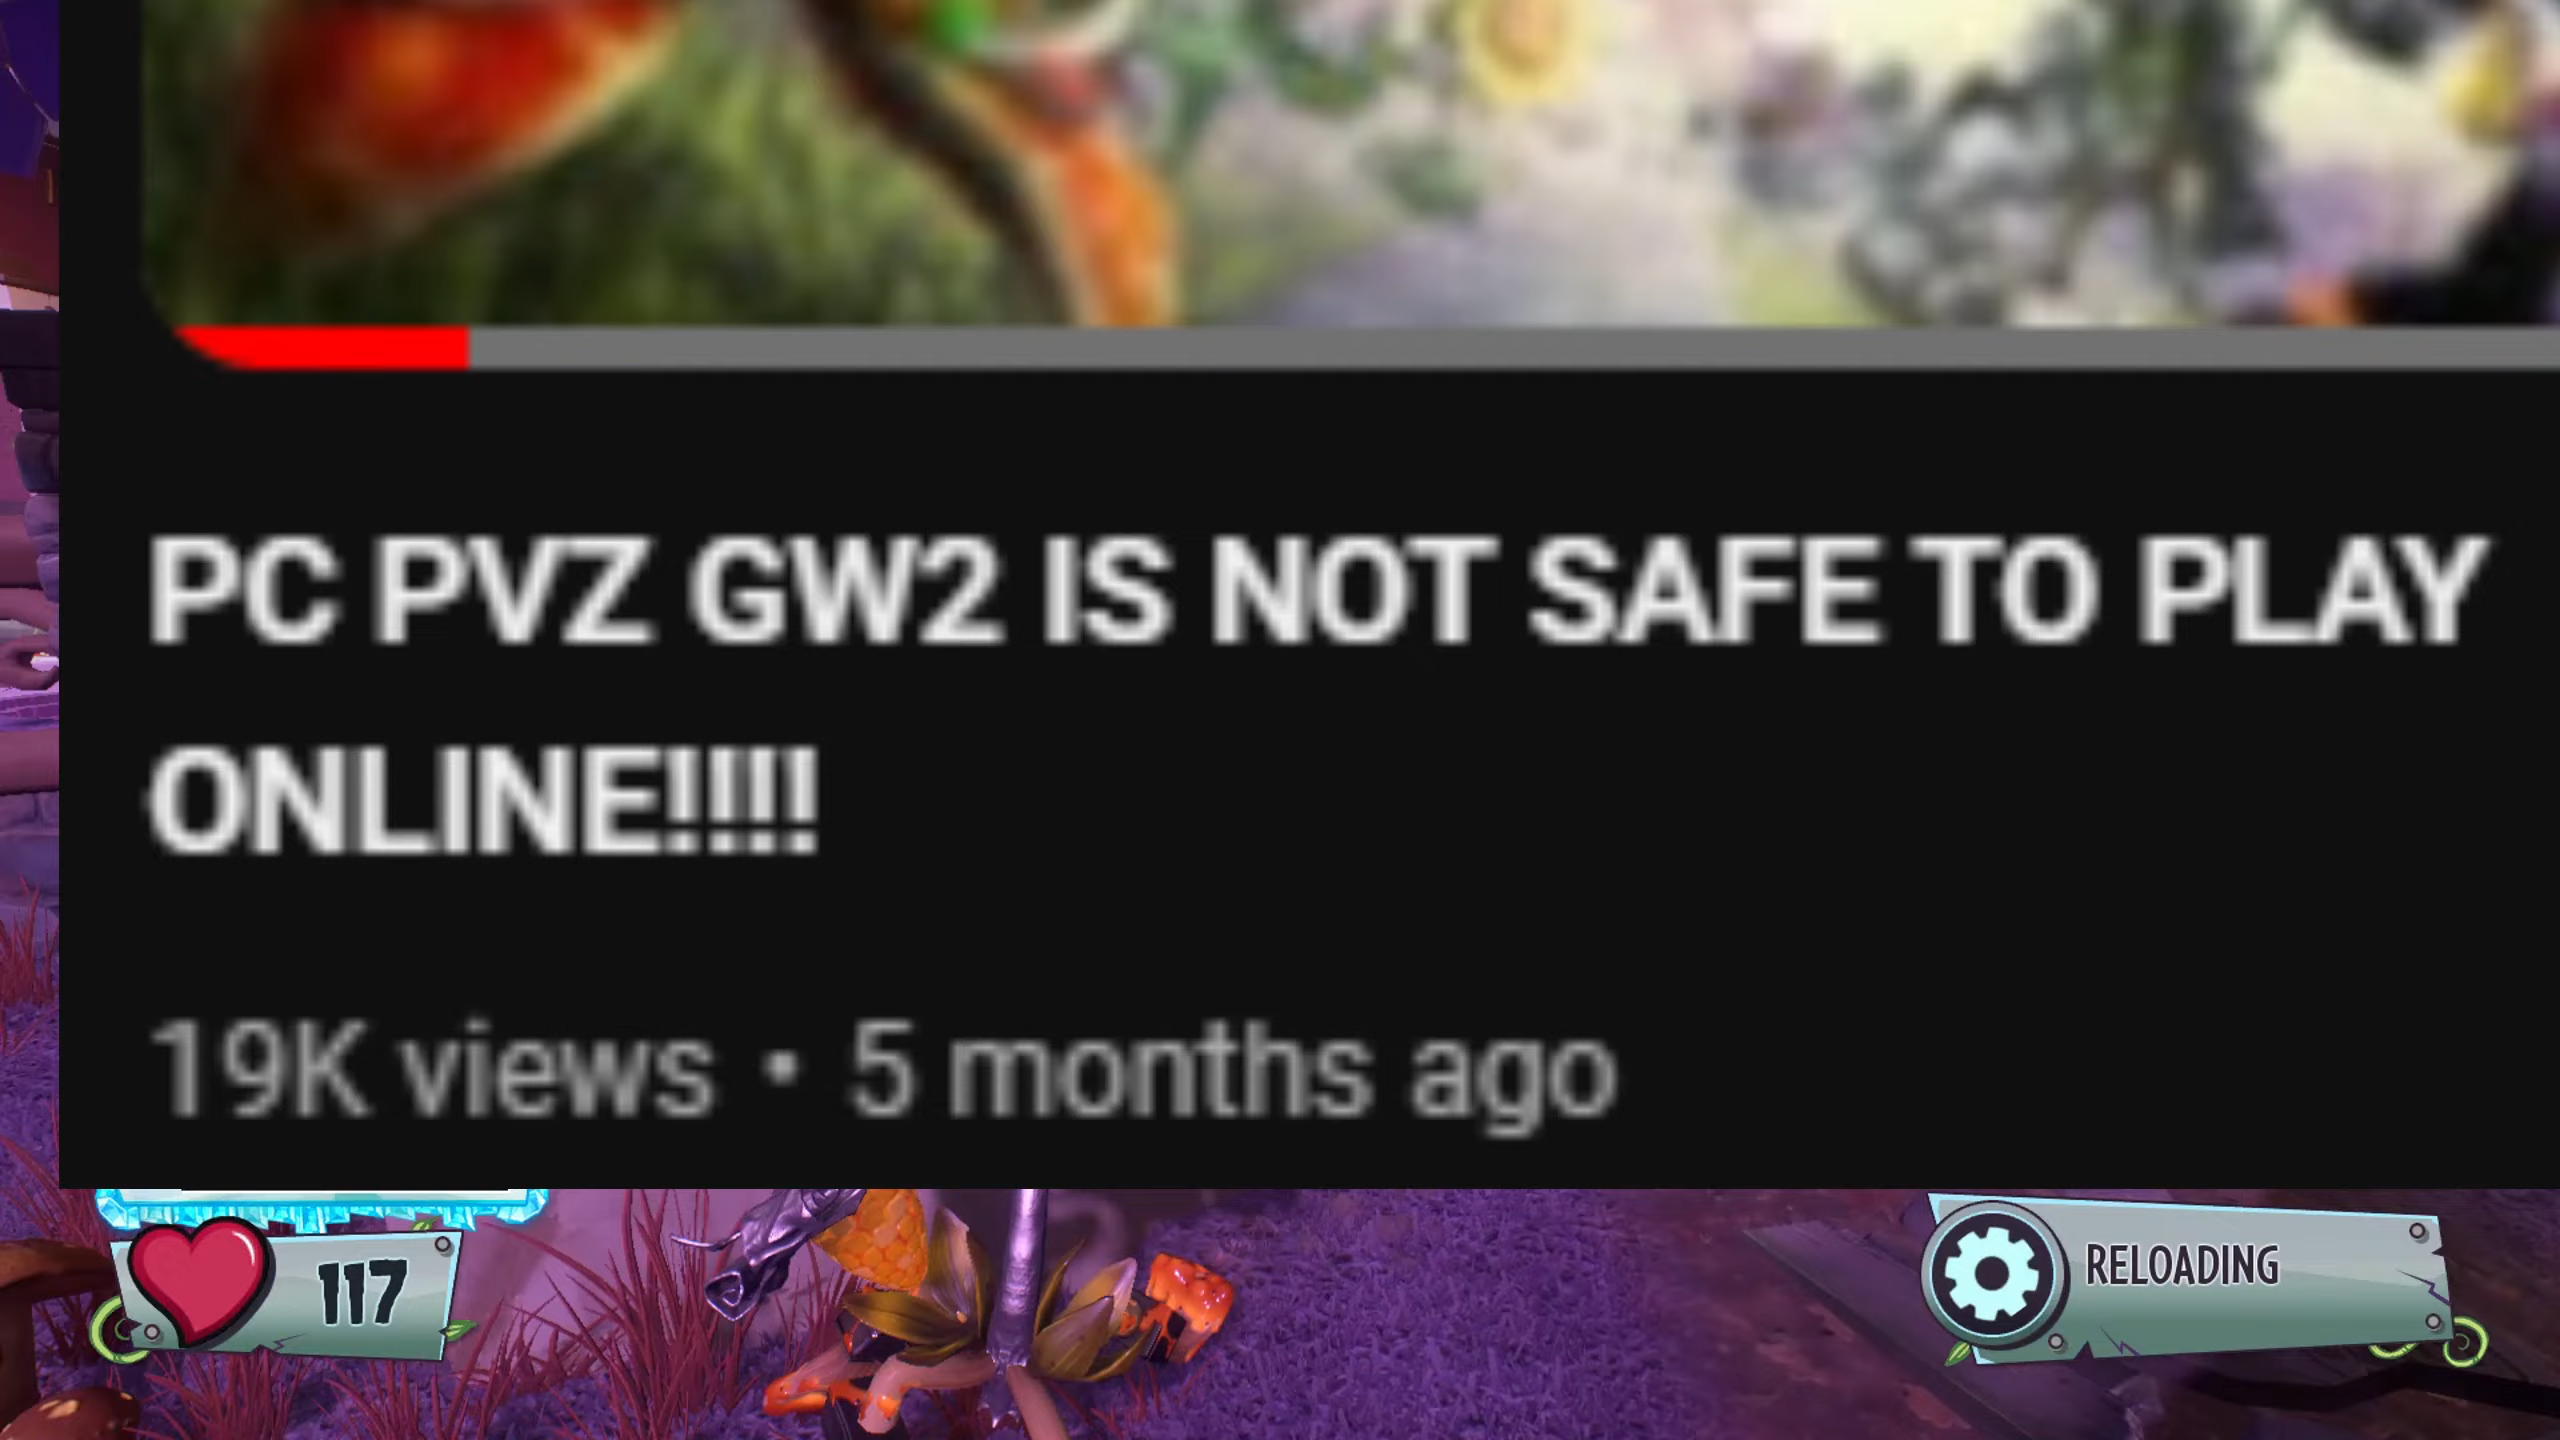 PC PVZ GW2 IS NOT SAFE TO PLAY
ONLINE!!!!
19K views • 5 months ago
117
RELOADING